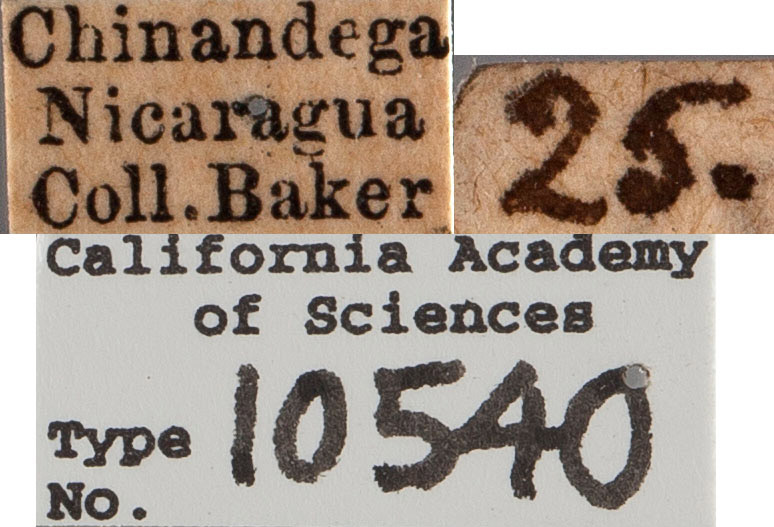 Chinandega
Nicaragua
Coll. Baker
25.
California Academy
of Sciences
Type
No. 10540